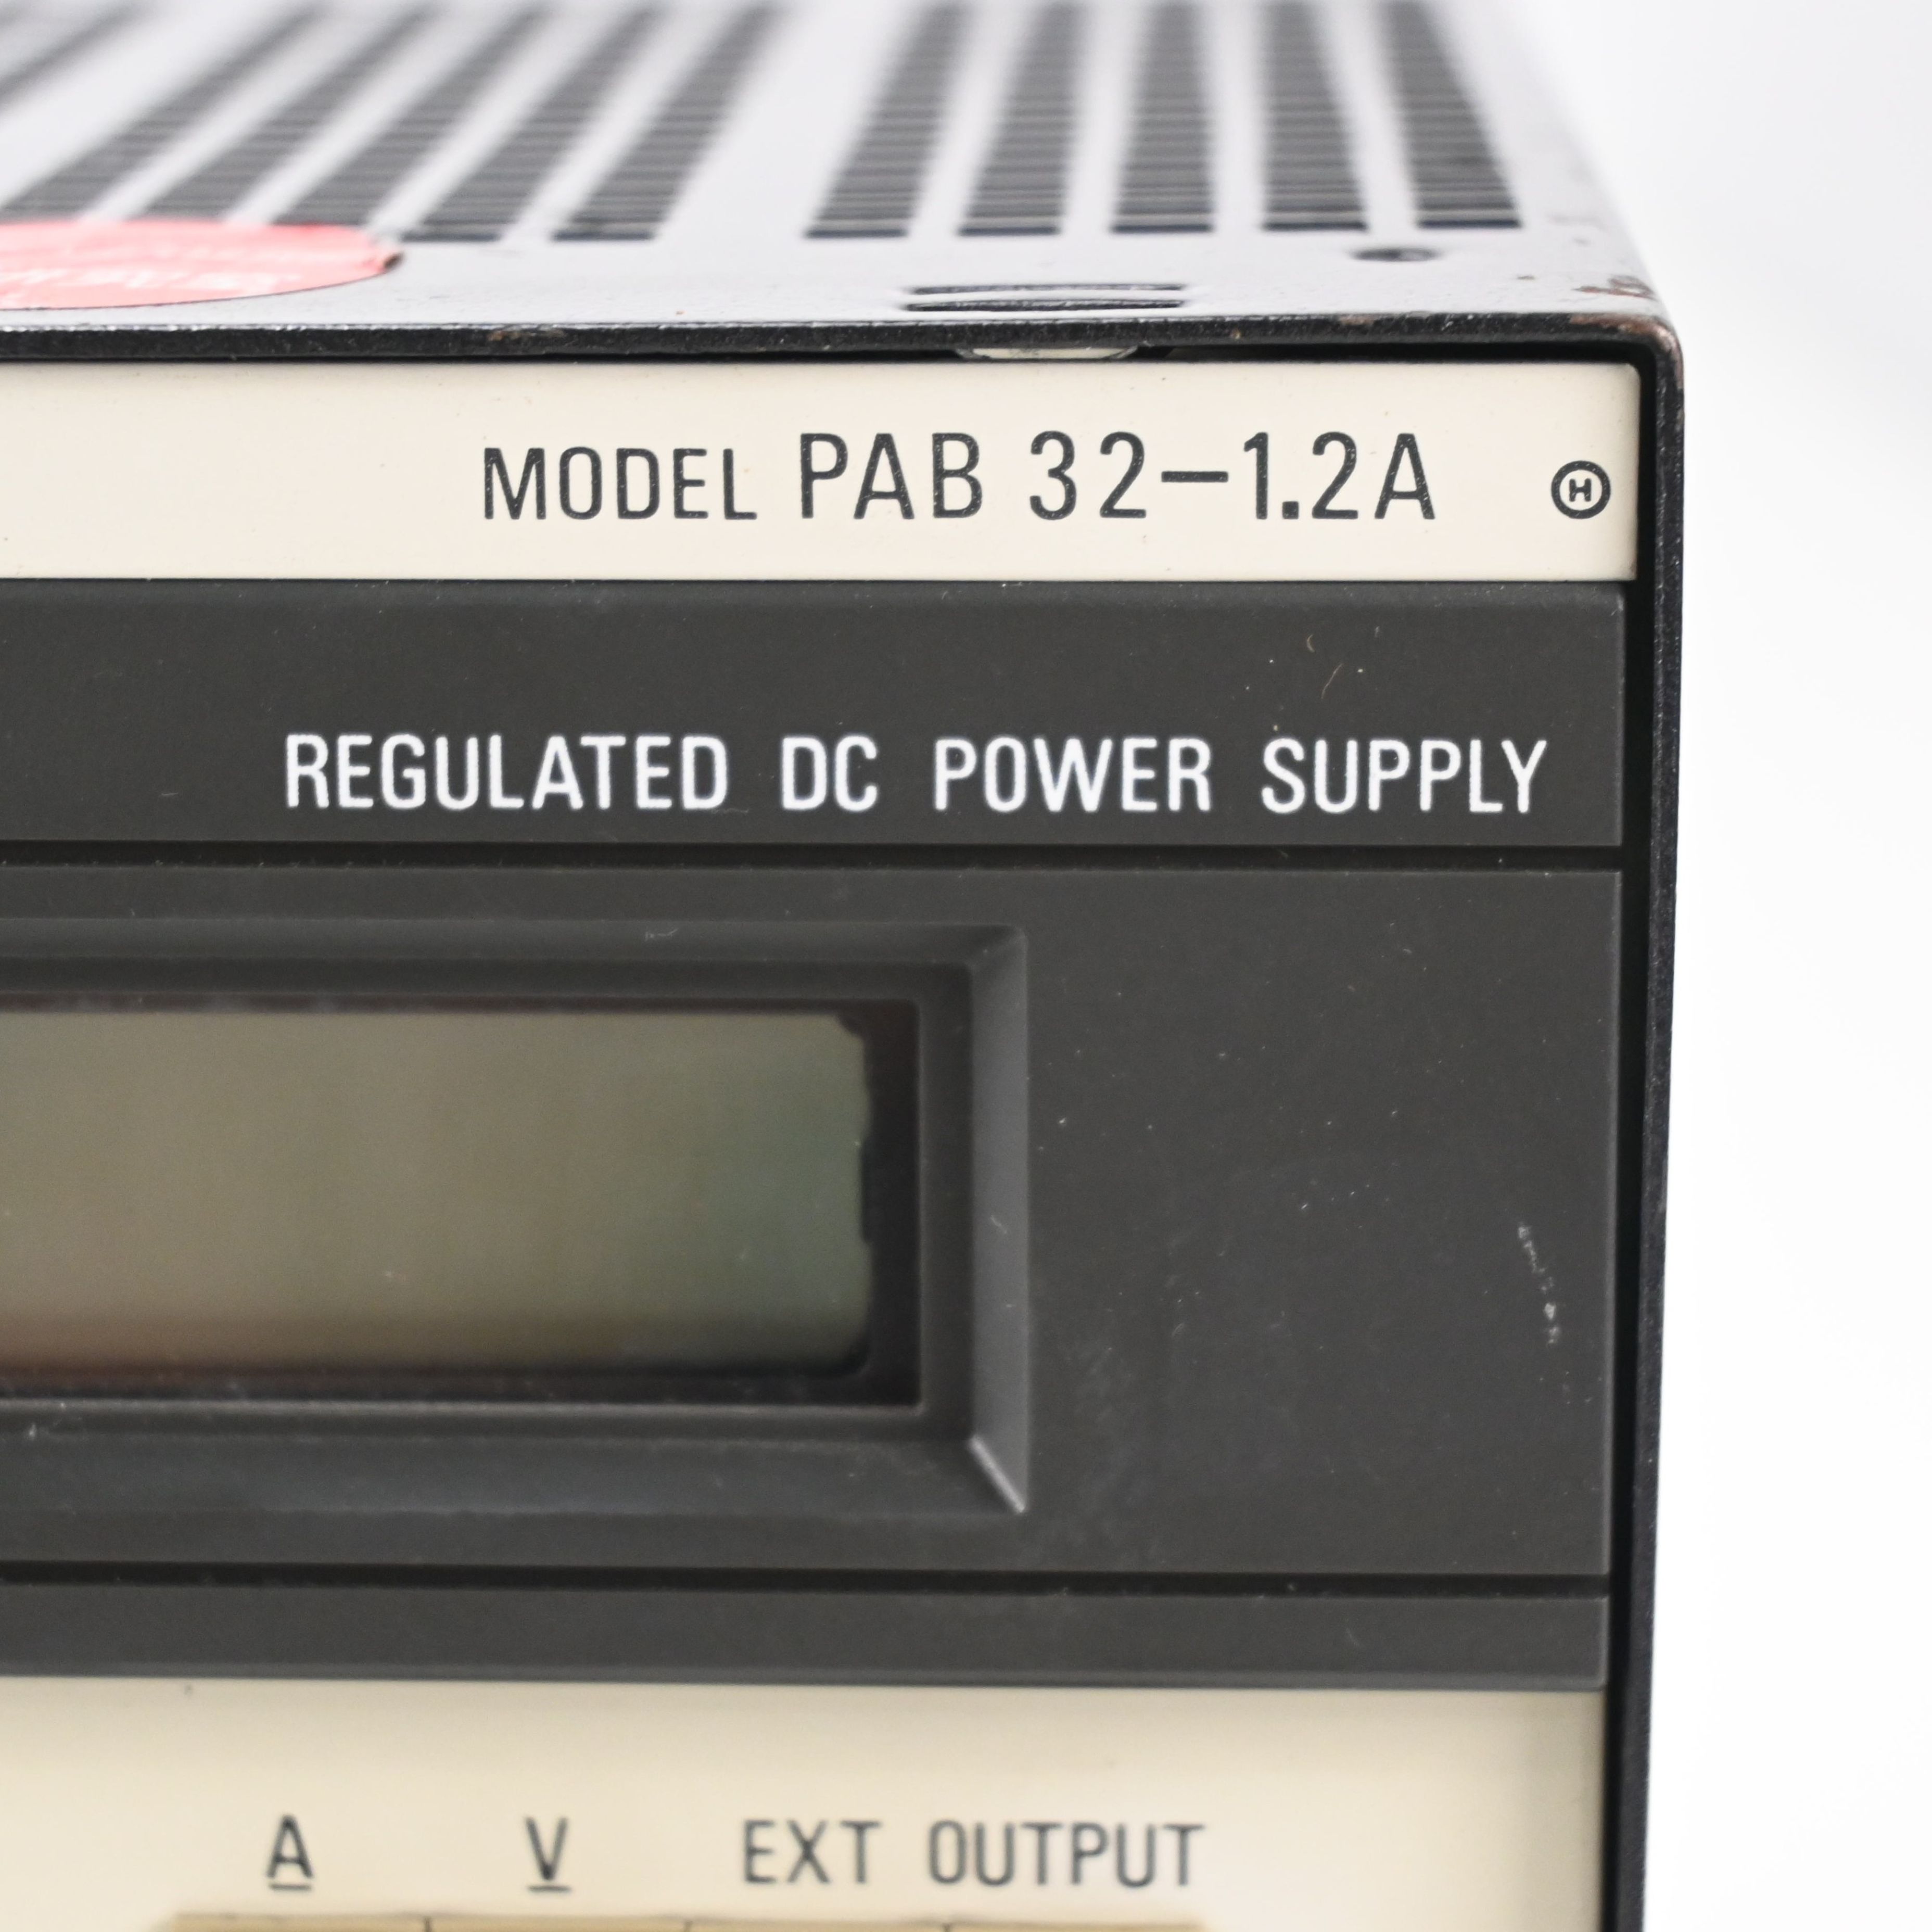 MODEL PAB 32-1.2A Ⓗ
REGULATED DC POWER SUPPLY
A V EXT OUTPUT